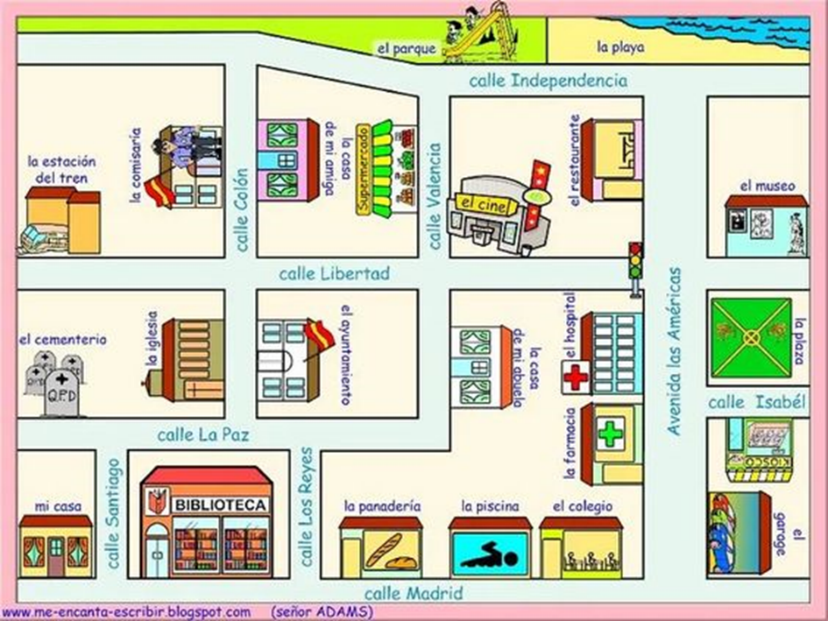 el parque
la playa
calle Independencia
la estación
del tren
la comisaria
calle Colón
la casa
de mi amiga
Supermercado
calle Valencia
el cine
el restaurante
el museo
calle Libertad
el cementerio
Q.P.D
la iglesia
el ayuntamiento
la casa
de mi abuela
el hospital
Avenida las Américas
la plaza
calle Isabél
calle La Paz
la farmacia
KIOSCO
mi casa
calle Santiago
BIBLIOTECA
calle Los Reyes
la panadería
la piscina
el colegio
el
garage
calle Madrid
www.me-encanta-escribir.blogspot.com (señor ADAMS)